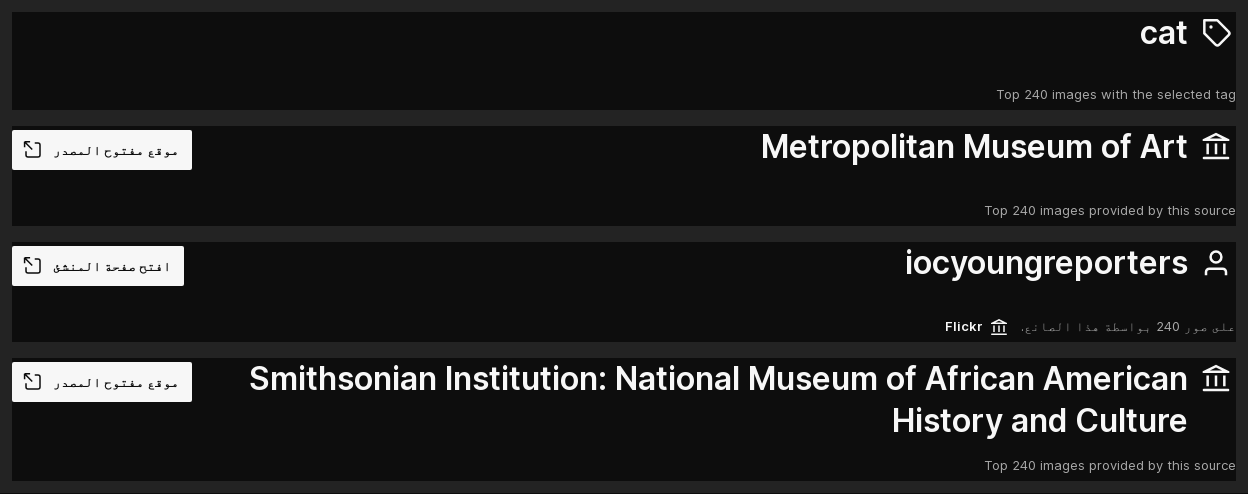 cat
Top 240 images with the selected tag
Metropolitan Museum of Art
موقع مفتوح المصدر
Top 240 images provided by this source
iocyoungreporters
افتح صفحة المنشئ
على صور 240 بواسطة هذا الصانع.
Flickr
Smithsonian Institution: National Museum of African American
History and Culture
موقع مفتوح المصدر
Top 240 images provided by this source